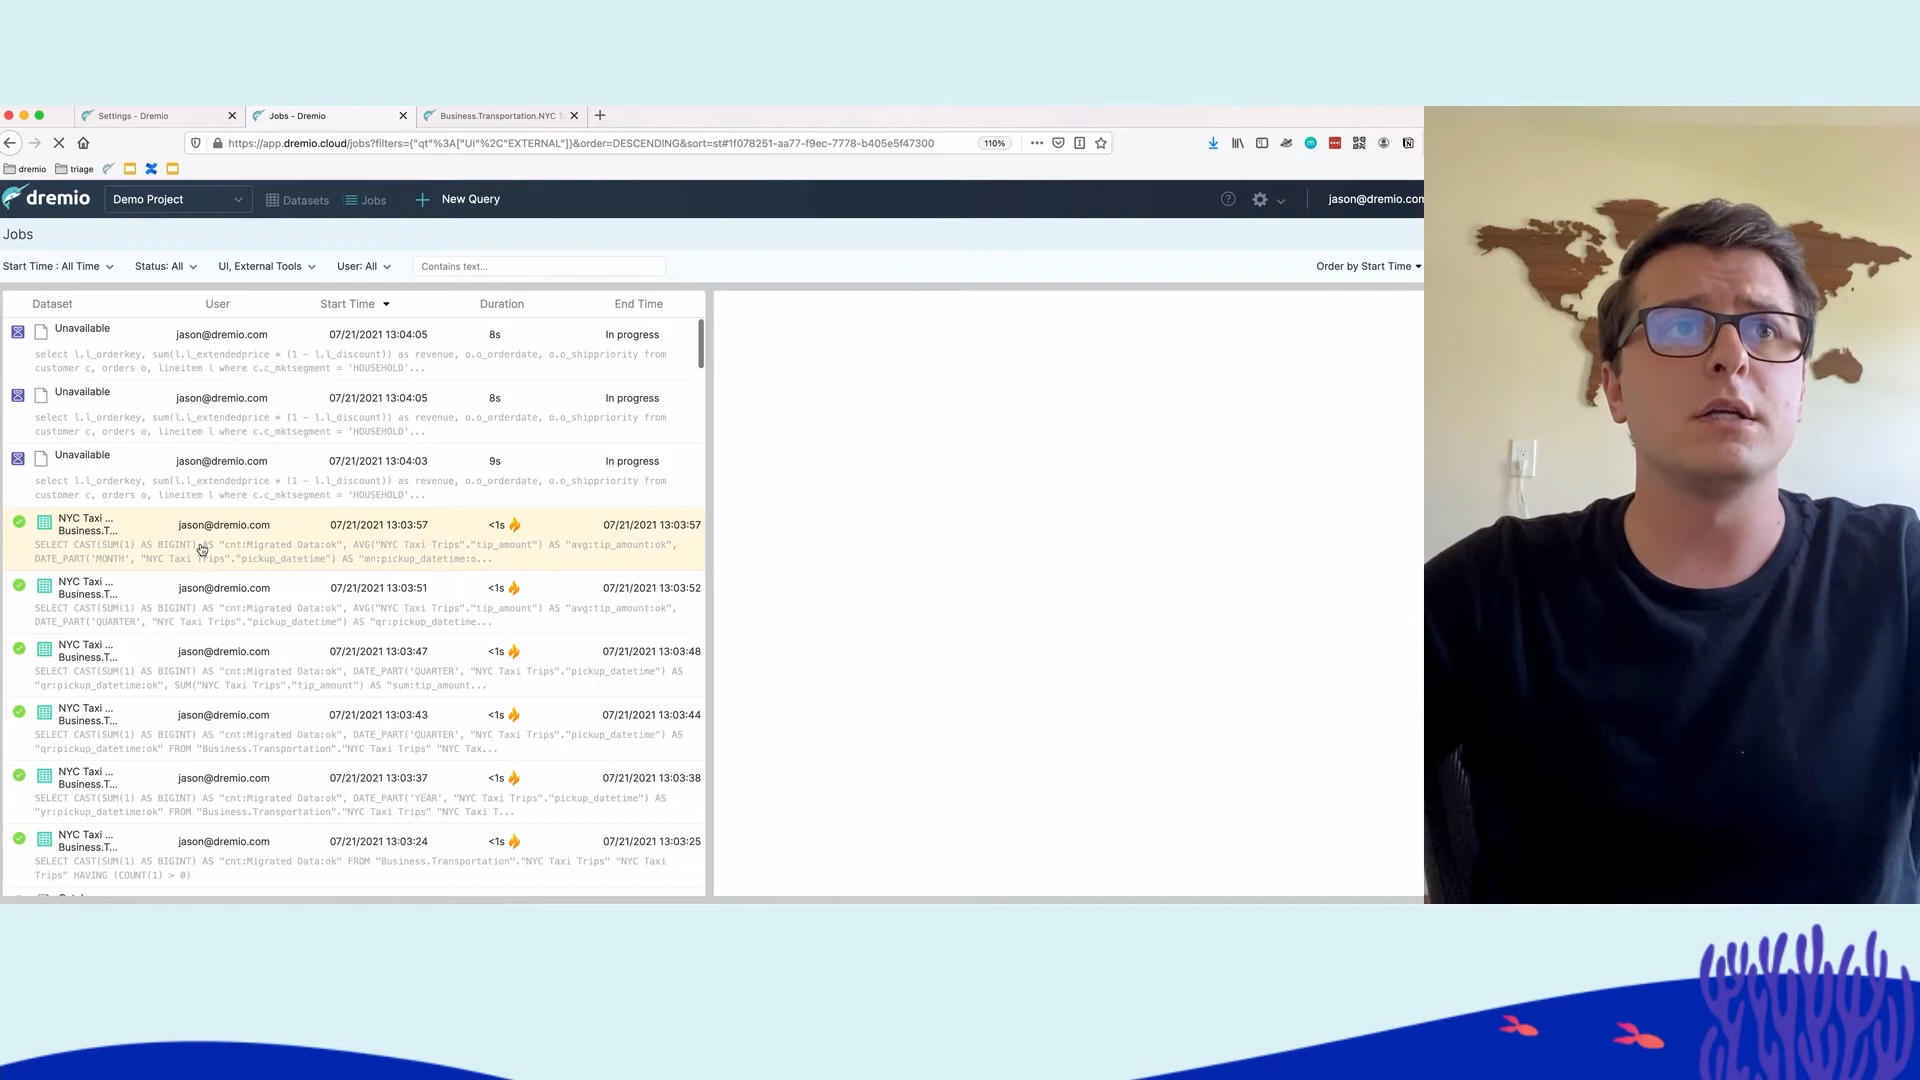 Settings - Dremio
Jobs - Dremio
Business.Transportation.NYC T
https://app.dremio.cloud/jobs?filters={"qt"%3A["UI"%2C"EXTERNAL"]}&order=DESCENDING&sort=st#1f078251-aa77-f9ec-7778-b405e5f47300
110%
dremio
triage
dremio
Demo Project
Datasets
Jobs
New Query
jason@dremio.com
Jobs
Start Time : All Time
Status: All
UI, External Tools
User: All
Contains text...
Order by Start Time
Dataset User Start Time Duration End Time
Unavailable jason@dremio.com 07/21/2021 13:04:05 8s In progress
select l.l_orderkey, sum(l.l_extendedprice * (1 - l.l_discount)) as revenue, o.o_orderdate, o.o_shippriority from
customer c, orders o, lineitem l where c.c_mktsegment = 'HOUSEHOLD'...
Unavailable jason@dremio.com 07/21/2021 13:04:05 8s In progress
select l.l_orderkey, sum(l.l_extendedprice * (1 - l.l_discount)) as revenue, o.o_orderdate, o.o_shippriority from
customer c, orders o, lineitem l where c.c_mktsegment = 'HOUSEHOLD'...
Unavailable jason@dremio.com 07/21/2021 13:04:03 9s In progress
select l.l_orderkey, sum(l.l_extendedprice * (1 - l.l_discount)) as revenue, o.o_orderdate, o.o_shippriority from
customer c, orders o, lineitem l where c.c_mktsegment = 'HOUSEHOLD'...
NYC Taxi ... jason@dremio.com 07/21/2021 13:03:57 <1s 07/21/2021 13:03:57
Business.T...
SELECT CAST(SUM(1) AS BIGINT) AS "cnt:Migrated Data:ok", AVG("NYC Taxi Trips"."tip_amount") AS "avg:tip_amount:ok",
DATE_PART('MONTH', "NYC Taxi Trips"."pickup_datetime") AS "mn:pickup_datetime:o...
NYC Taxi ... jason@dremio.com 07/21/2021 13:03:51 <1s 07/21/2021 13:03:52
Business.T...
SELECT CAST(SUM(1) AS BIGINT) AS "cnt:Migrated Data:ok", AVG("NYC Taxi Trips"."tip_amount") AS "avg:tip_amount:ok",
DATE_PART('QUARTER', "NYC Taxi Trips"."pickup_datetime") AS "qr:pickup_datetime...
NYC Taxi ... jason@dremio.com 07/21/2021 13:03:47 <1s 07/21/2021 13:03:48
Business.T...
SELECT CAST(SUM(1) AS BIGINT) AS "cnt:Migrated Data:ok", DATE_PART('QUARTER', "NYC Taxi Trips"."pickup_datetime") AS
"qr:pickup_datetime:ok", SUM("NYC Taxi Trips"."tip_amount") AS "sum:tip_amount...
NYC Taxi ... jason@dremio.com 07/21/2021 13:03:43 <1s 07/21/2021 13:03:44
Business.T...
SELECT CAST(SUM(1) AS BIGINT) AS "cnt:Migrated Data:ok", DATE_PART('QUARTER', "NYC Taxi Trips"."pickup_datetime") AS
"qr:pickup_datetime:ok" FROM "Business.Transportation"."NYC Taxi Trips" "NYC Tax...
NYC Taxi ... jason@dremio.com 07/21/2021 13:03:37 <1s 07/21/2021 13:03:38
Business.T...
SELECT CAST(SUM(1) AS BIGINT) AS "cnt:Migrated Data:ok", DATE_PART('YEAR', "NYC Taxi Trips"."pickup_datetime") AS
"yr:pickup_datetime:ok" FROM "Business.Transportation"."NYC Taxi Trips" "NYC Taxi T...
NYC Taxi ... jason@dremio.com 07/21/2021 13:03:24 <1s 07/21/2021 13:03:25
Business.T...
SELECT CAST(SUM(1) AS BIGINT) AS "cnt:Migrated Data:ok" FROM "Business.Transportation"."NYC Taxi Trips" "NYC Taxi
Trips" HAVING (COUNT(1) > 0)